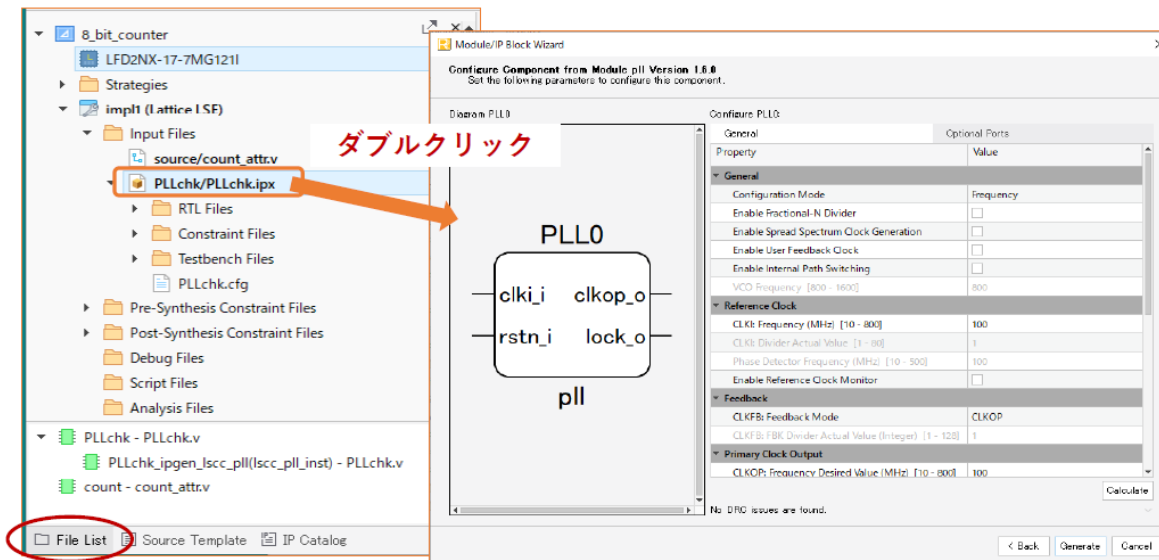 8_bit_counter
LFD2NX-17-7MG121I
Strategies
impl1 (Lattice LSE)
Input Files
source/count_attr.v
PLLchk/PLLchk.ipx
RTL Files
Constraint Files
Testbench Files
PLLchk.cfg
Pre-Synthesis Constraint Files
Post-Synthesis Constraint Files
Debug Files
Script Files
Analysis Files
PLLchk - PLLchk.v
PLLchk_ipgen_lscc_pll(lscc_pll_inst) - PLLchk.v
count - count_attr.v
File List Source Template IP Catalog
ダブルクリック
Module/IP Block Wizard
Configure Component from Module pll Version 1.6.0
Set the following parameters to configure this component.
Diagram PLL0
PLL0
clki_i clkop_o
rstn_i lock_o
pll
Configure PLL0:
General Optional Ports
Property Value
General
Configuration Mode Frequency
Enable Fractional-N Divider
Enable Spread Spectrum Clock Generation
Enable User Feedback Clock
Enable Internal Path Switching
VCO Frequency [800 - 1600] 800
Reference Clock
CLKI: Frequency (MHz) [10 - 800] 100
CLKI: Divider Actual Value [1 - 80] 1
Phase Detector Frequency (MHz) [10 - 500] 100
Enable Reference Clock Monitor
Feedback
CLKFB: Feedback Mode CLKOP
CLKFB: FBK Divider Actual Value (Integer) [1 - 128] 1
Primary Clock Output
CLKOP: Frequency Desired Value (MHz) [10 - 800] 100
Calculate
No DRC issues are found.
< Back Generate Cancel